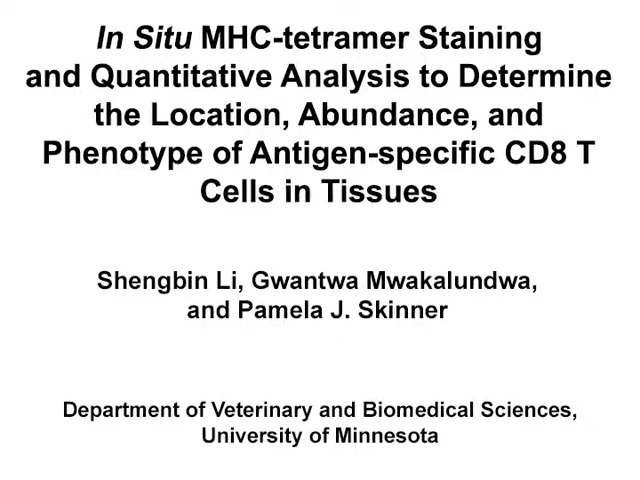 In Situ MHC-tetramer Staining
and Quantitative Analysis to Determine
the Location, Abundance, and
Phenotype of Antigen-specific CD8 T
Cells in Tissues
Shengbin Li, Gwantwa Mwakalundwa,
and Pamela J. Skinner
Department of Veterinary and Biomedical Sciences,
University of Minnesota